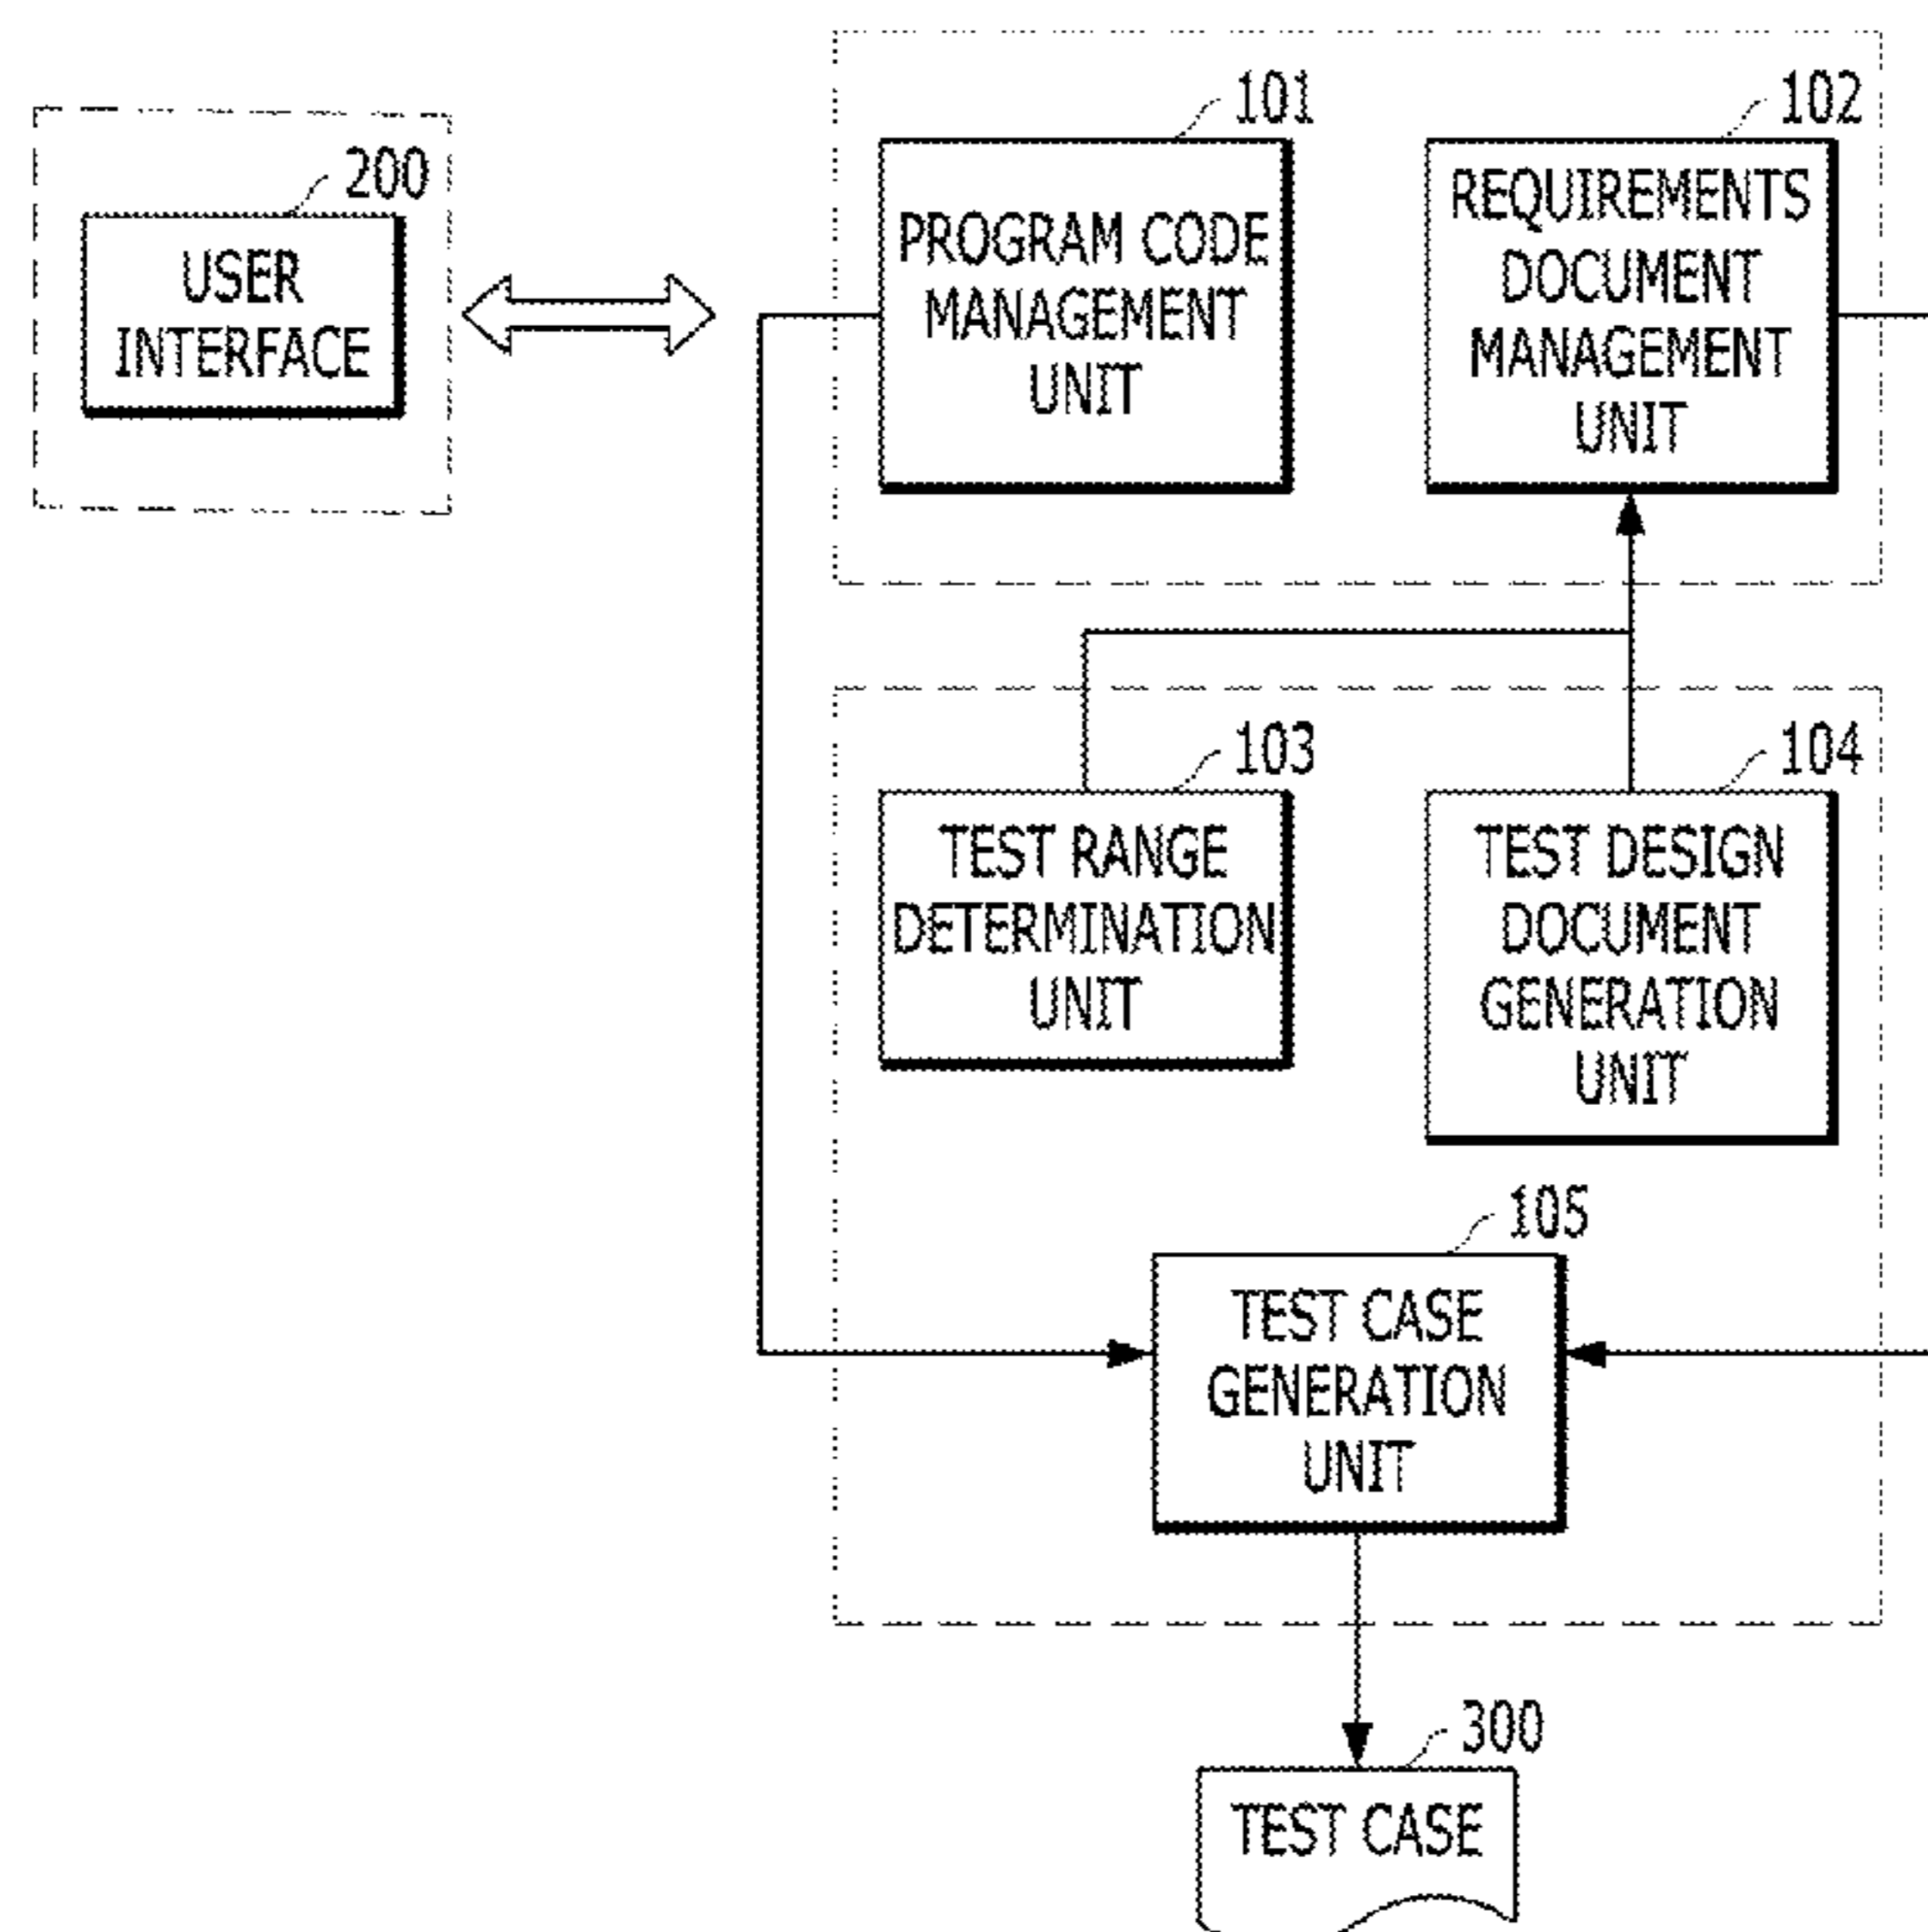 101
102
200
USER
INTERFACE
PROGRAM CODE
MANAGEMENT
UNIT
REQUIREMENTS
DOCUMENT
MANAGEMENT
UNIT
103
104
TEST RANGE
DETERMINATION
UNIT
TEST DESIGN
DOCUMENT
GENERATION
UNIT
105
TEST CASE
GENERATION
UNIT
300
TEST CASE